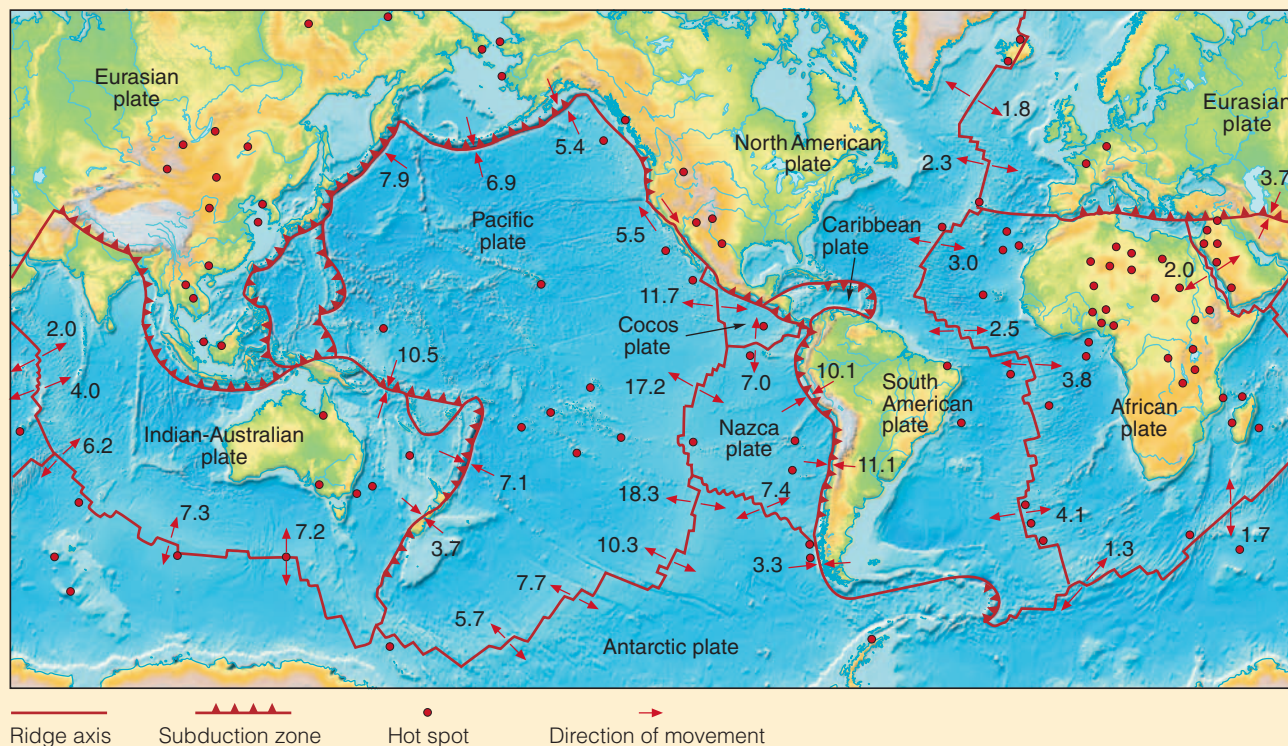 Eurasian
plate
Eurasian
plate
1.8
North American
plate
5.4
2.3
7.9
6.9
3.7
Pacific
plate
Caribbean
plate
5.5
3.0
2.0
11.7
Cocos
plate
2.5
2.0
10.5
7.0
10.1
3.8
4.0
17.2
South
American
plate
African
plate
Indian-Australian
plate
Nazca
plate
6.2
11.1
7.1
7.4
18.3
4.1
7.3
7.2
3.7
10.3
1.7
3.3
1.3
7.7
5.7
Antarctic plate
Ridge axis
Subduction zone
Hot spot
Direction of movement